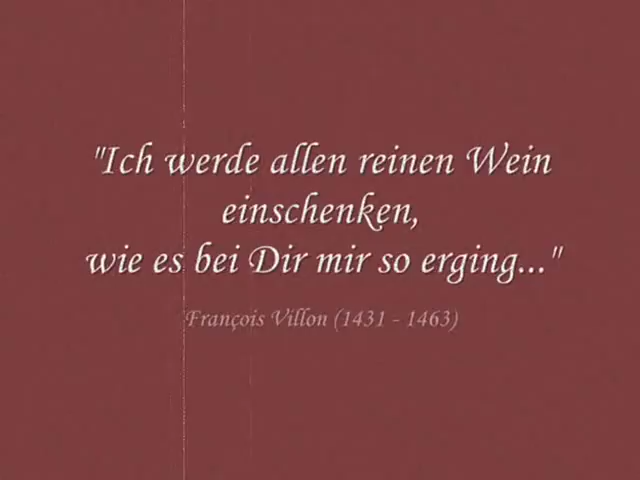 "Ich werde allen reinen Wein
einschenken,
wie es bei Dir mir so erging..."
François Villon (1431 - 1463)